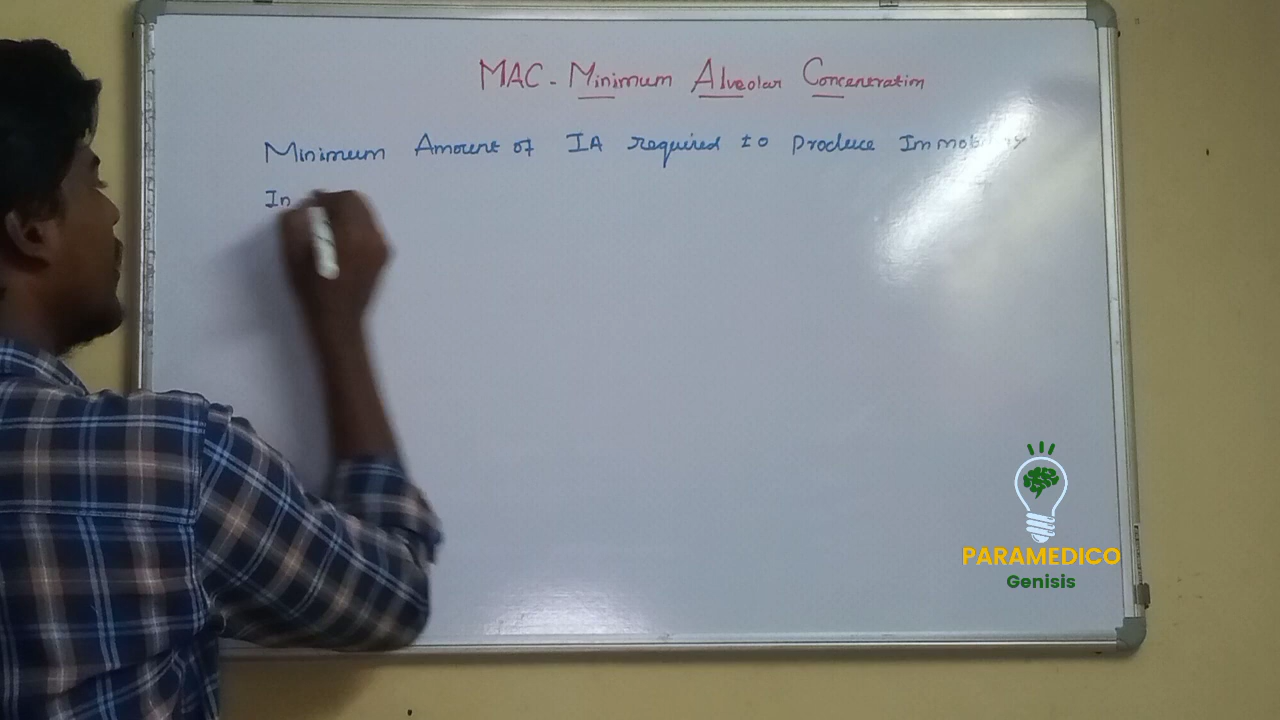 MAC - Minimum Alveolar Concentration
Minimum Amount of IA required to Produce Immobility
In
PARAMEDICO
Genisis